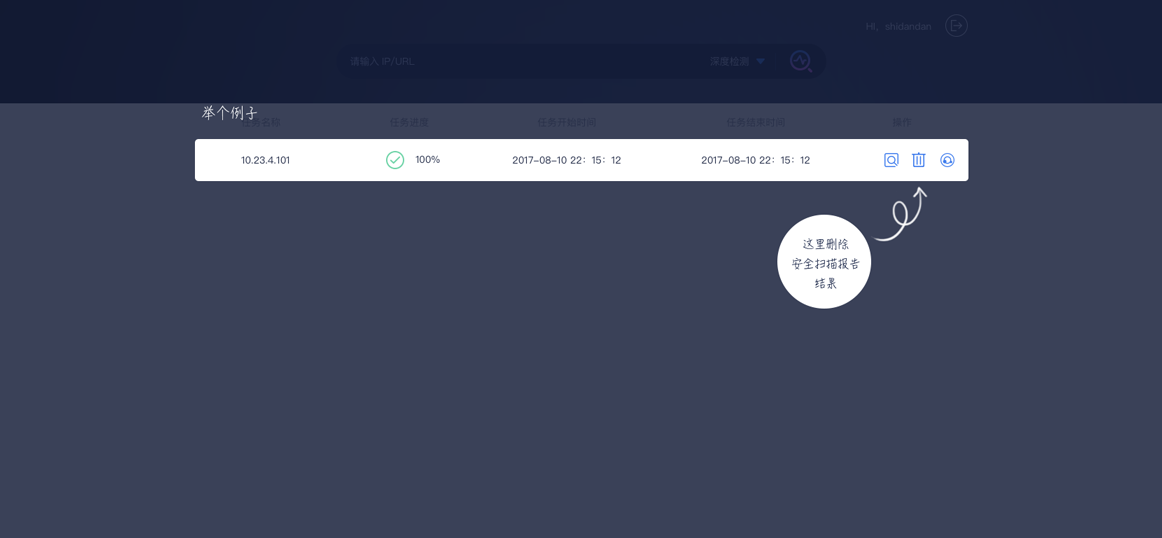 HI，shidandan
请输入 IP/URL
深度检测
举个例子
任务名称 任务进度 任务开始时间 任务结束时间 操作
10.23.4.101 100% 2017-08-10 22：15：12 2017-08-10 22：15：12
这里删除
安全扫描报告
结果